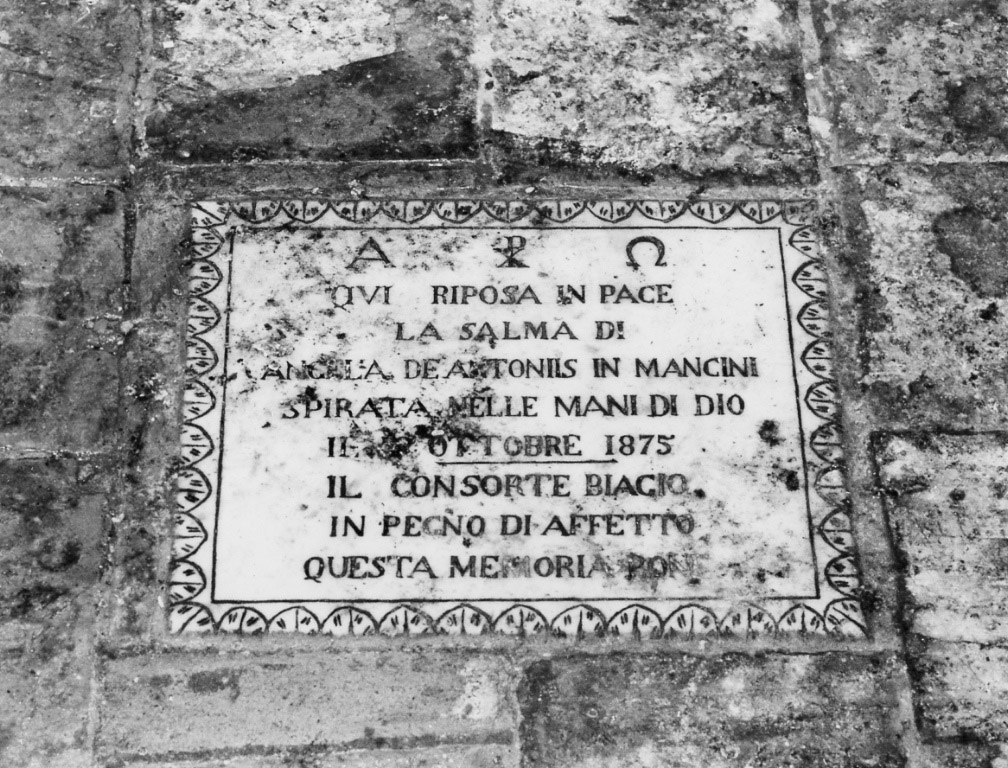 Α ☧ Ω
QVI RIPOSA IN PACE
LA SALMA DI
ANGELA DE ANTONIIS IN MANCINI
SPIRATA NELLE MANI DI DIO
OTTOBRE 1875
IL CONSORTE BIAGIO
IN PEGNO DI AFFETTO
QUESTA MEMORIA PONE